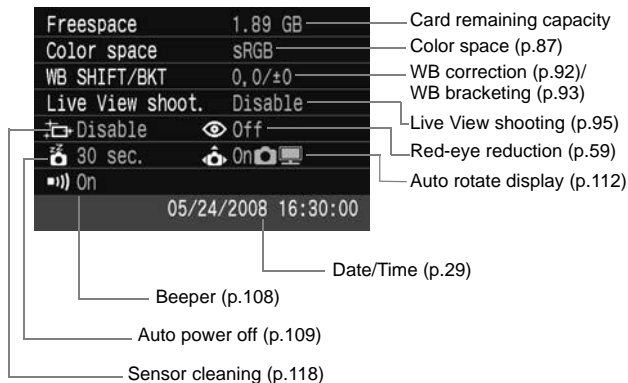 Freespace 1.89 GB
Color space sRGB
WB SHIFT/BKT 0,0/±0
Live View shoot. Disable
Disable Off
30 sec. On
On
05/24/2008 16:30:00
Card remaining capacity
Color space (p.87)
WB correction (p.92)/
WB bracketing (p.93)
Live View shooting (p.95)
Red-eye reduction (p.59)
Auto rotate display (p.112)
Date/Time (p.29)
Beeper (p.108)
Auto power off (p.109)
Sensor cleaning (p.118)